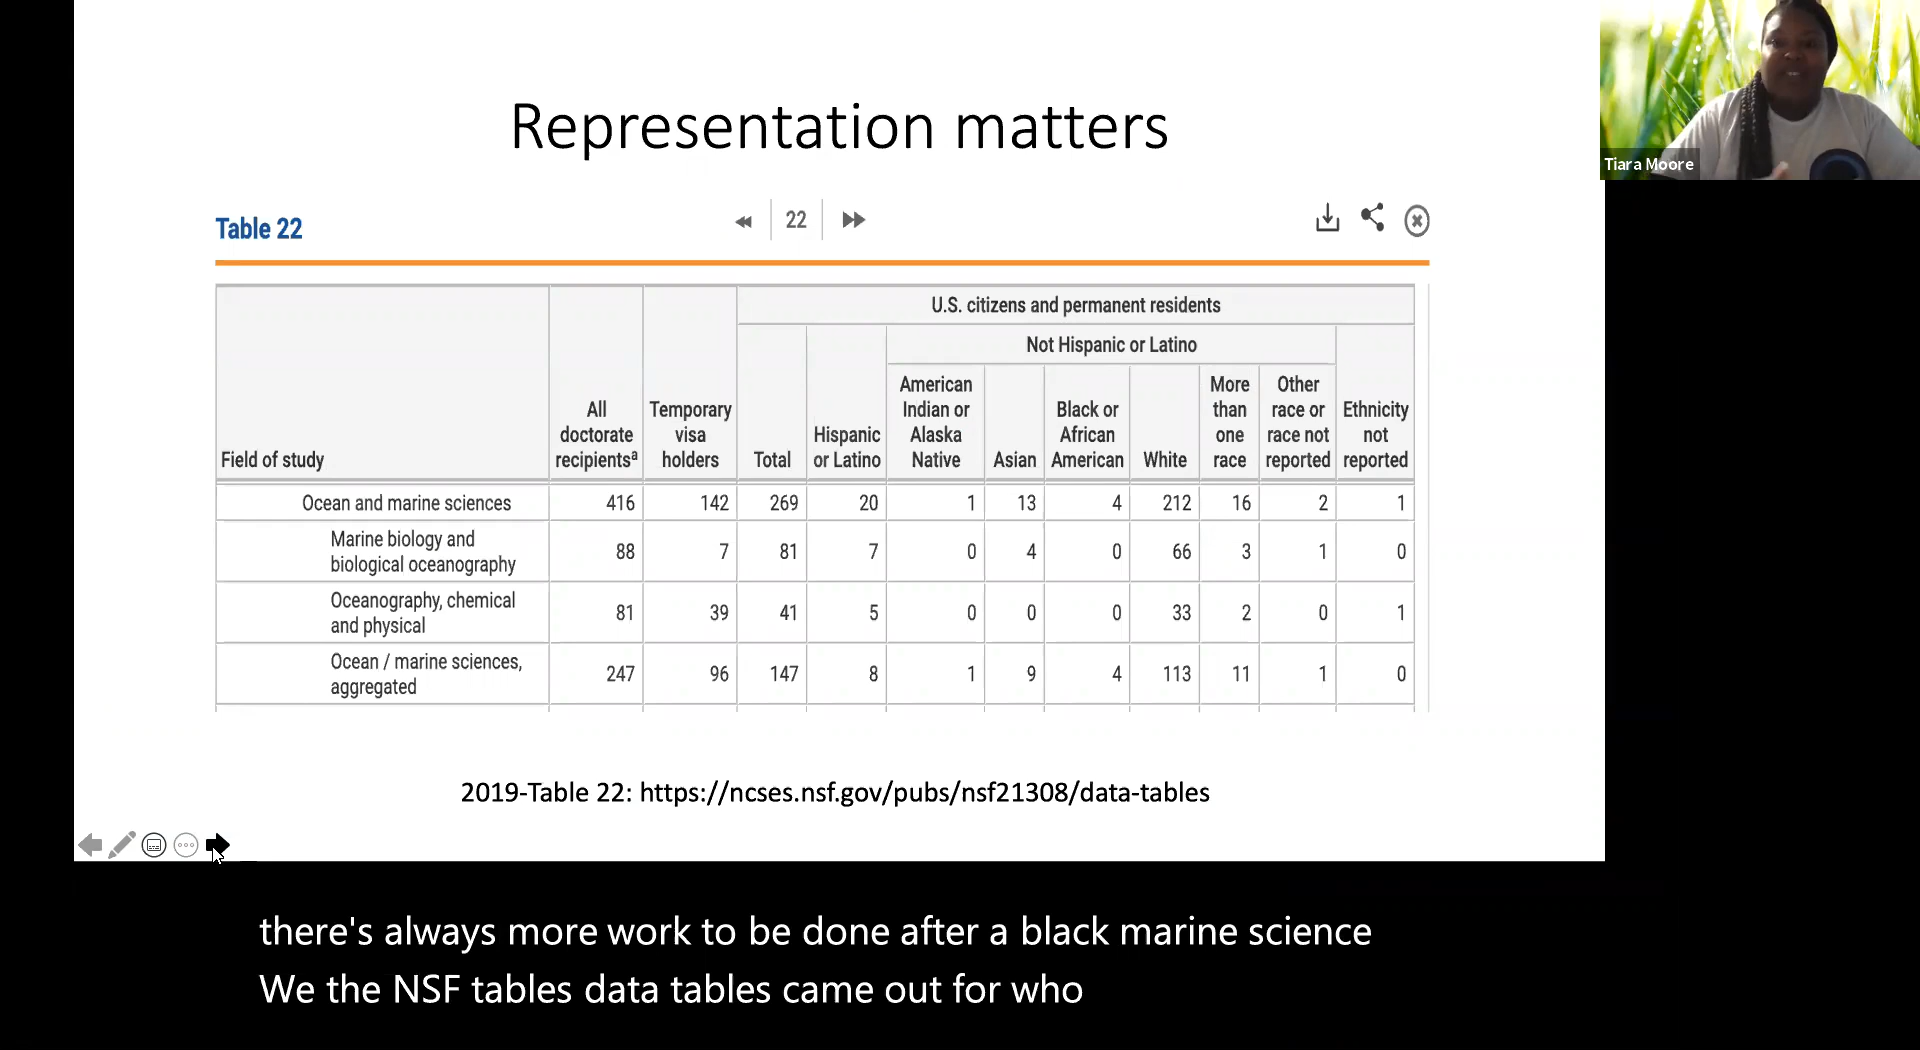 Representation matters
Tiara Moore
Table 22
22
U.S. citizens and permanent residents
Not Hispanic or Latino
Field of study
All doctorate recipientsª
Temporary visa holders
Total
Hispanic or Latino
American Indian or Alaska Native
Asian
Black or African American
White
More than one race
Other race or race not reported
Ethnicity not reported
Ocean and marine sciences 416 142 269 20 1 13 4 212 16 2 1
Marine biology and
biological oceanography 88 7 81 7 0 4 0 66 3 1 0
Oceanography, chemical
and physical 81 39 41 5 0 0 0 33 2 0 1
Ocean / marine sciences,
aggregated 247 96 147 8 1 9 4 113 11 1 0
2019-Table 22: https://ncses.nsf.gov/pubs/nsf21308/data-tables
there's always more work to be done after a black marine science
We the NSF tables data tables came out for who